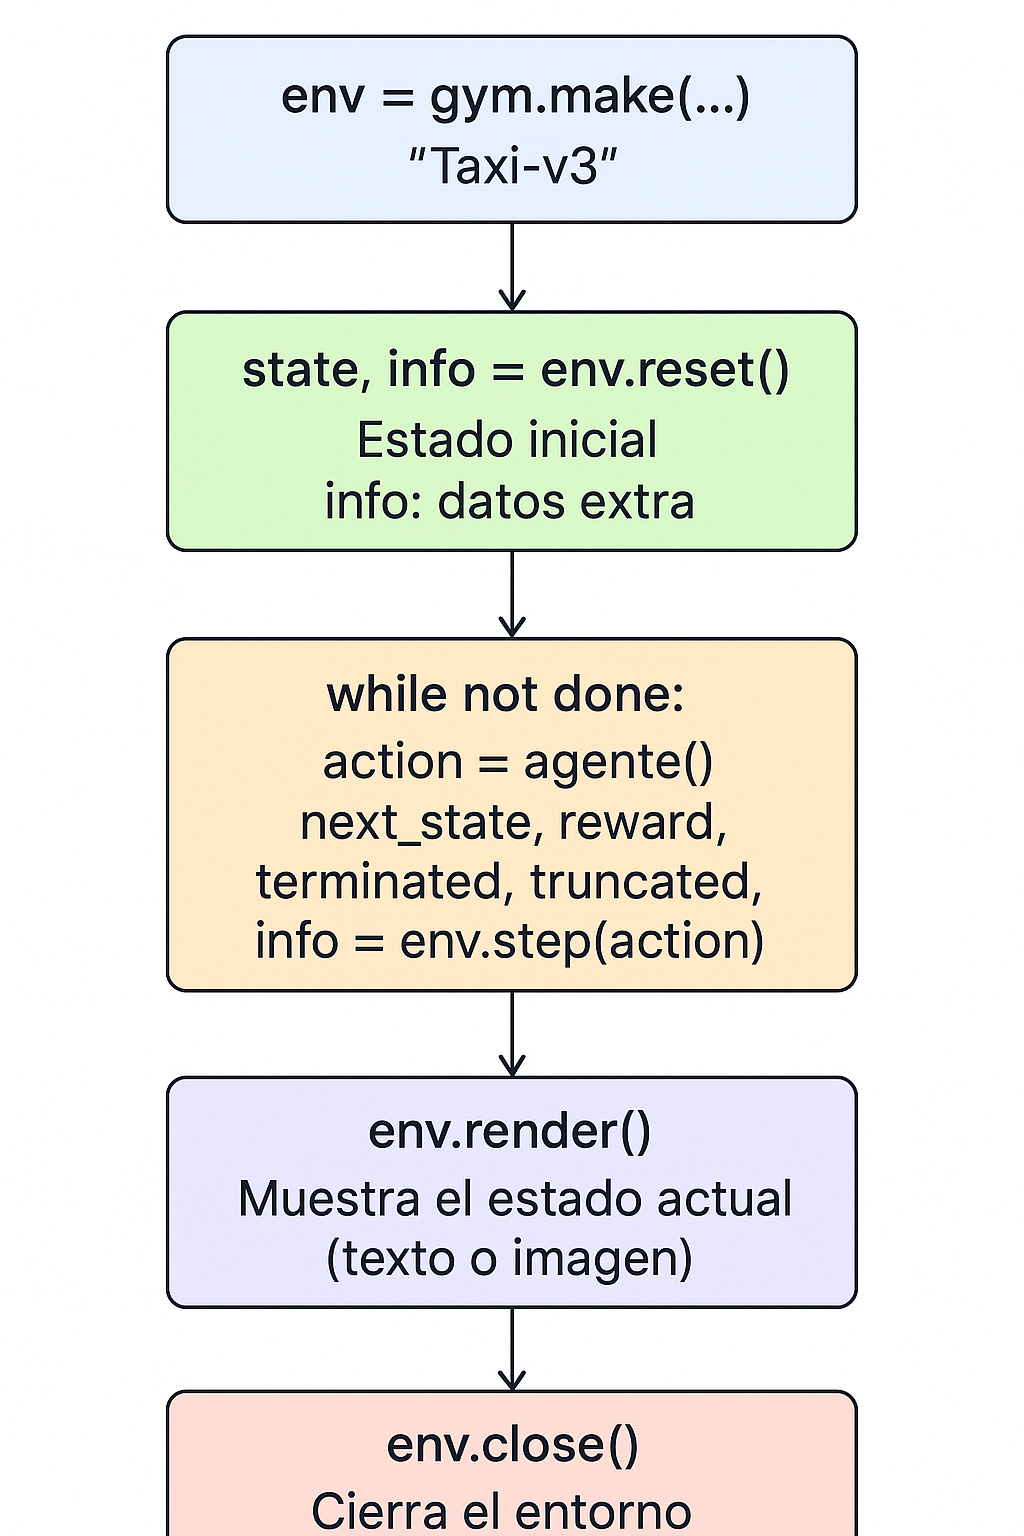 env = gym.make(...)
"Taxi-v3"
state, info = env.reset()
Estado inicial
info: datos extra
while not done:
action = agente()
next_state, reward,
terminated, truncated,
info = env.step(action)
env.render()
Muestra el estado actual
(texto o imagen)
env.close()
Cierra el entorno